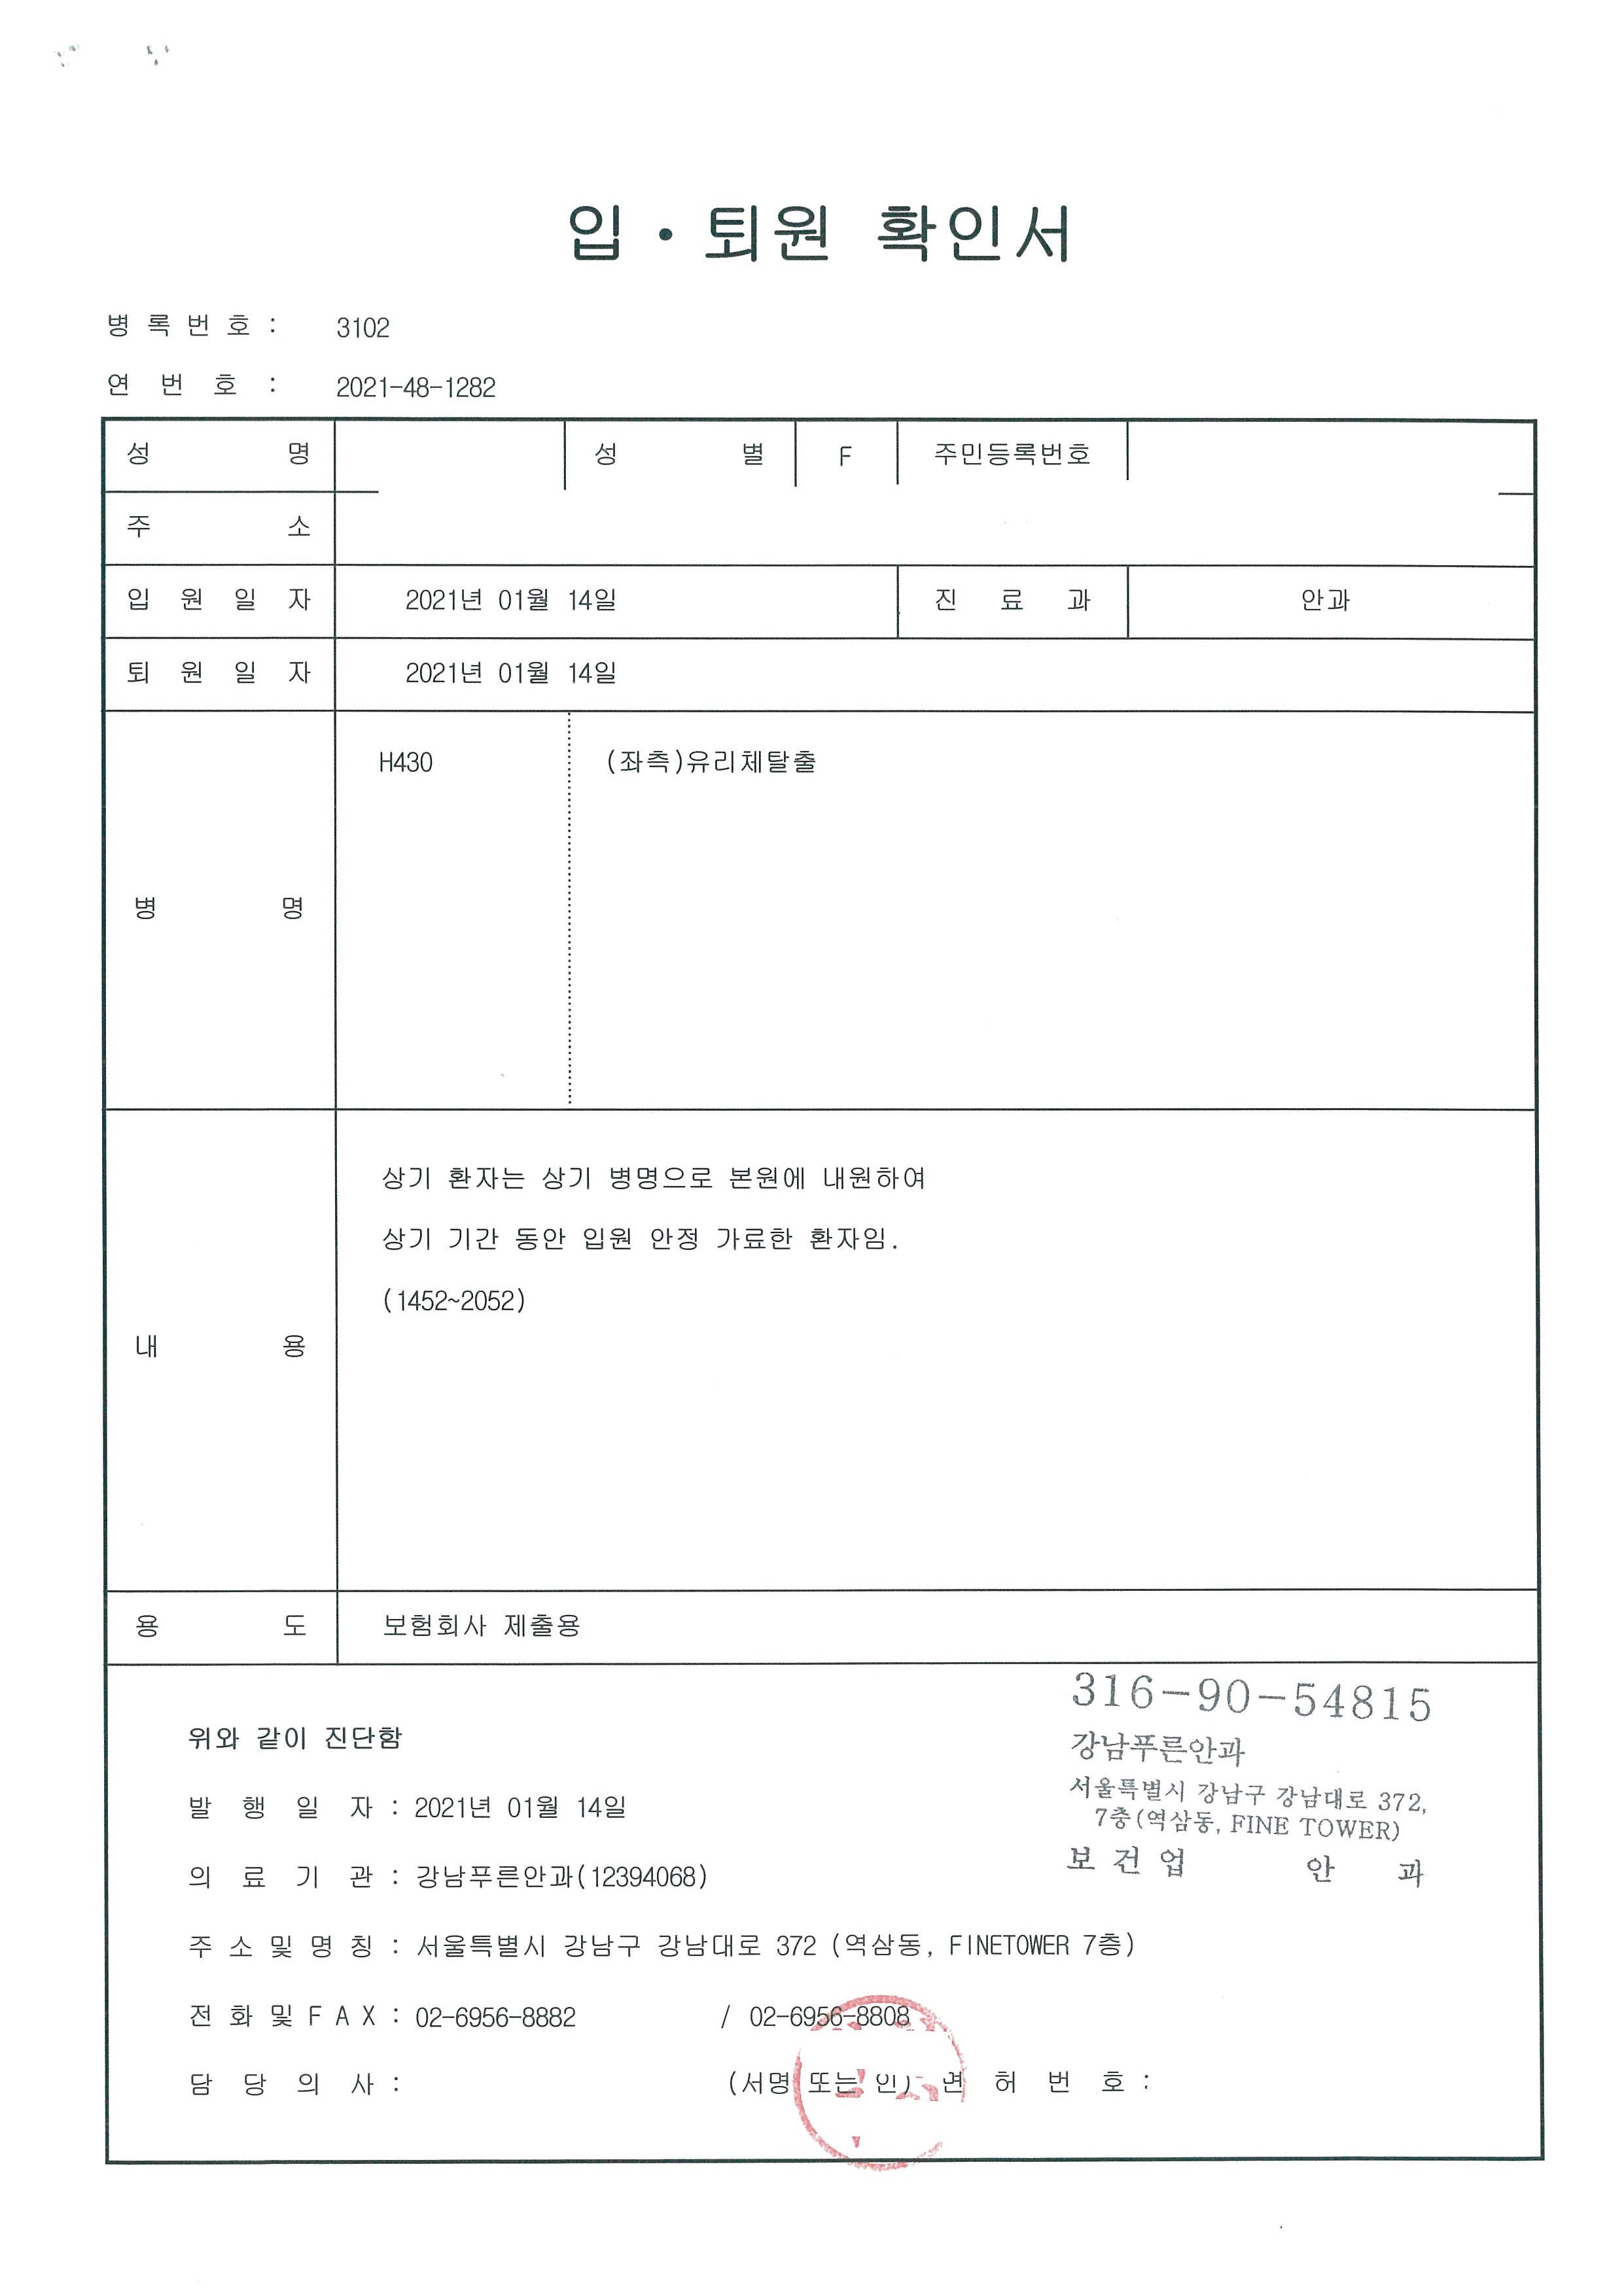 입 · 퇴원 확인서
병 록 번 호 : 3102
연 번 호 : 2021-48-1282
성 명 성 별 F 주민등록번호
주 소
입 원 일 자 2021년 01월 14일 진 료 과 안과
퇴 원 일 자 2021년 01월 14일
병 명 H430 (좌측)유리체탈출
내 용
상기 환자는 상기 병명으로 본원에 내원하여
상기 기간 동안 입원 안정 가료한 환자임.
(1452~2052)
용 도 보험회사 제출용
316-90-54815
강남푸른안과
서울특별시 강남구 강남대로 372,
7층(역삼동, FINE TOWER)
보 건 업 안 과
위와 같이 진단함
발 행 일 자 : 2021년 01월 14일
의 료 기 관 : 강남푸른안과(12394068)
주 소 및 명 칭 : 서울특별시 강남구 강남대로 372 (역삼동, FINETOWER 7층)
전 화 및 F A X : 02-6956-8882 / 02-6956-8808
담 당 의 사 : (서명 또는 인) 면 허 번 호 :